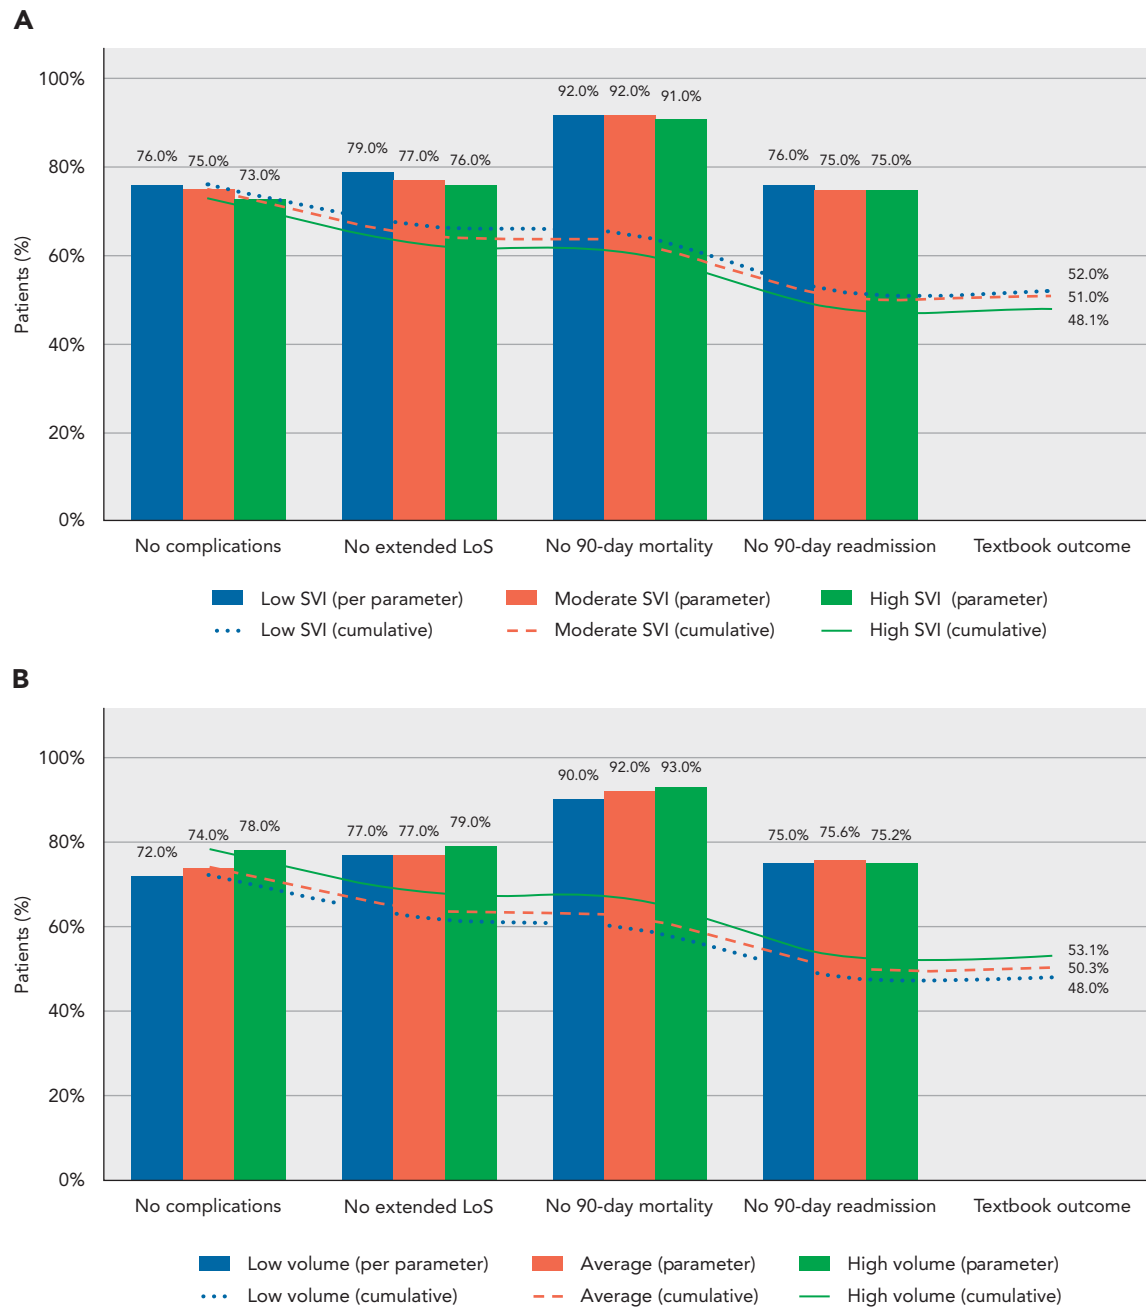 A
100%
80%
60%
40%
20%
0%
Patients (%)
76.0% 75.0% 73.0%
79.0% 77.0% 76.0%
92.0% 92.0% 91.0%
76.0% 75.0% 75.0%
52.0%
51.0%
48.1%
No complications No extended LoS No 90-day mortality No 90-day readmission Textbook outcome
Low SVI (per parameter) Moderate SVI (parameter) High SVI (parameter)
Low SVI (cumulative) Moderate SVI (cumulative) High SVI (cumulative)
B
100%
80%
60%
40%
20%
0%
Patients (%)
72.0% 74.0% 78.0%
77.0% 77.0% 79.0%
90.0% 92.0% 93.0%
75.0% 75.6% 75.2%
53.1%
50.3%
48.0%
No complications No extended LoS No 90-day mortality No 90-day readmission Textbook outcome
Low volume (per parameter) Average (parameter) High volume (parameter)
Low volume (cumulative) Average (cumulative) High volume (cumulative)